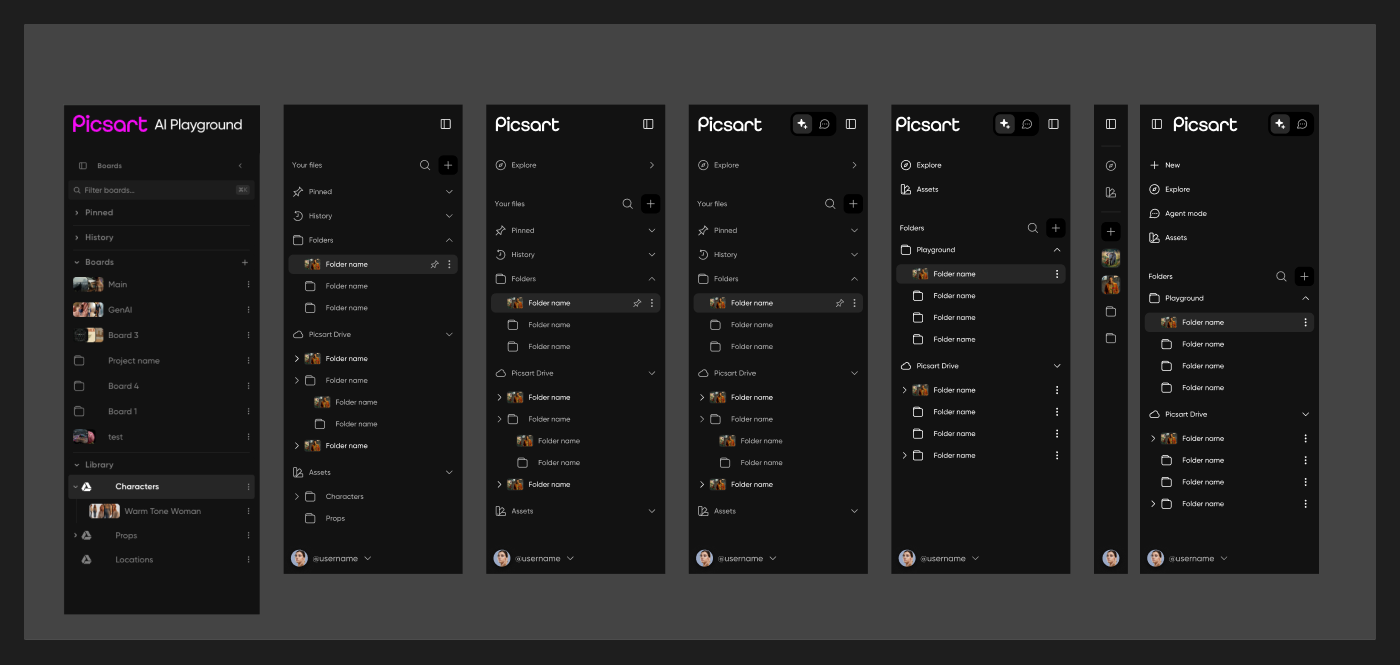 Picsart AI Playground
Boards
Filter boards...
⌘K
Pinned
History
Boards
Main
GenAI
Board 3
Project name
Board 4
Board 1
test
Library
Characters
Warm Tone Woman
Props
Locations
Your files
Pinned
History
Folders
Folder name
Folder name
Folder name
Picsart Drive
Folder name
Folder name
Folder name
Folder name
Folder name
Assets
Characters
Props
@username
Picsart
Explore
Your files
Pinned
History
Folders
Folder name
Folder name
Folder name
Picsart Drive
Folder name
Folder name
Folder name
Folder name
Folder name
Assets
@username
Picsart
Explore
Your files
Pinned
History
Folders
Folder name
Folder name
Folder name
Picsart Drive
Folder name
Folder name
Folder name
Folder name
Folder name
Assets
@username
Picsart
Explore
Assets
Folders
Playground
Folder name
Folder name
Folder name
Folder name
Picsart Drive
Folder name
Folder name
Folder name
Folder name
@username
Picsart
New
Explore
Agent mode
Assets
Folders
Playground
Folder name
Folder name
Folder name
Folder name
Picsart Drive
Folder name
Folder name
Folder name
Folder name
@username